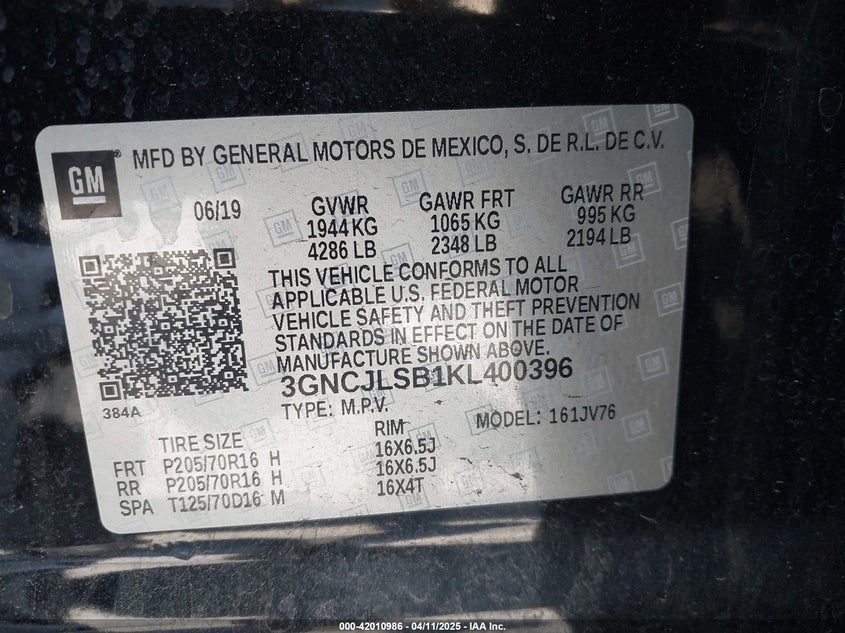 GM
MFD BY GENERAL MOTORS DE MEXICO, S. DE R.L. DE C.V.
06/19 GVWR GAWR FRT GAWR RR
1944 KG 1065 KG 995 KG
4286 LB 2348 LB 2194 LB
THIS VEHICLE CONFORMS TO ALL
APPLICABLE U.S. FEDERAL MOTOR
VEHICLE SAFETY AND THEFT PREVENTION
STANDARDS IN EFFECT ON THE DATE OF
MANUFACTURE SHOWN ABOVE.
3GNCJLSB1KL400396
384A
TYPE: M.P.V. MODEL: 161JV76
TIRE SIZE RIM
FRT P205/70R16 H 16X6.5J
RR P205/70R16 H 16X6.5J
SPA T125/70D16 M 16X4T
000-42010986 - 04/11/2025 - IAA Inc.